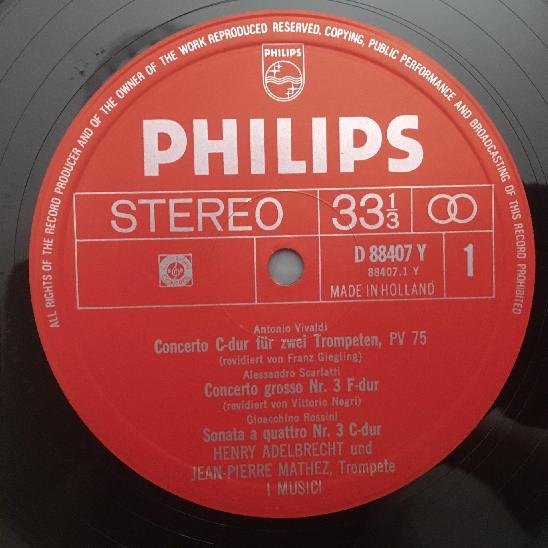 ALL RIGHTS OF THE RECORD PRODUCER AND OF THE OWNER OF THE WORK REPRODUCED RESERVED. COPYING, PUBLIC PERFORMANCE AND BROADCASTING OF THIS RECORD PROHIBITED
PHILIPS
PHILIPS
STEREO 33 1/3
D 88407 Y 1
88407.1 Y
MADE IN HOLLAND
Antonio Vivaldi
Concerto C-dur für zwei Trompeten, PV 75
(revidiert von Franz Giegling)
Alessandro Scarlatti
Concerto grosso Nr. 3 F-dur
(revidiert von Vittorio Negri)
Gioacchino Rossini
Sonata a quattro Nr. 3 C-dur
HENRY ADELBRECHT und
JEAN-PIERRE MATHEZ, Trompete
I MUSICI